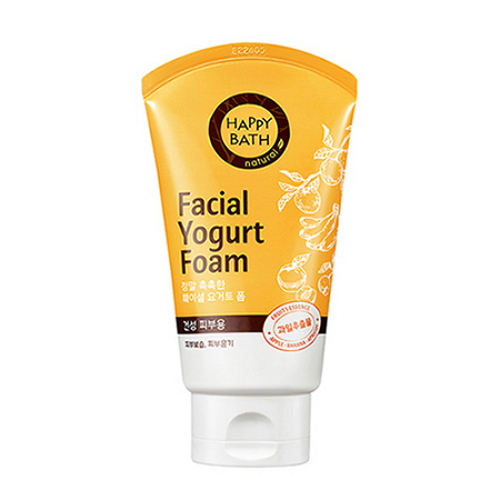 HAPPY
BATH
natural
Facial
Yogurt
Foam
정말 촉촉한
훼이셜 요거트 폼
건성 피부용
피부보습, 피부윤기
FRUITS ESSENCE
과일추출물
APPLE · BANANA · APRICOT